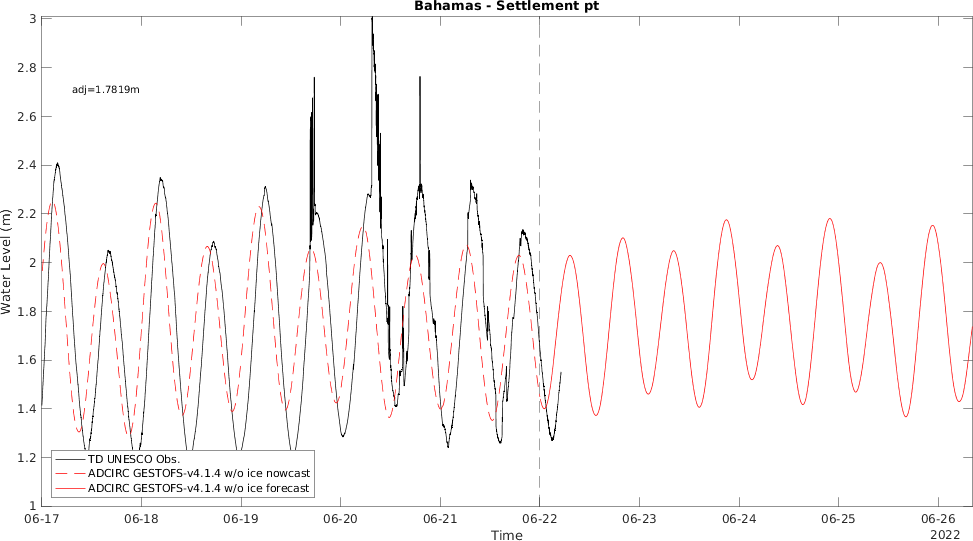 Bahamas - Settlement pt
3
2.8
2.6
2.4
2.2
2
1.8
1.6
1.4
1.2
1
Water Level (m)
adj=1.7819m
TD UNESCO Obs.
ADCIRC GESTOFS-v4.1.4 w/o ice nowcast
ADCIRC GESTOFS-v4.1.4 w/o ice forecast
06-17 06-18 06-19 06-20 06-21 06-22 06-23 06-24 06-25 06-26
Time
2022